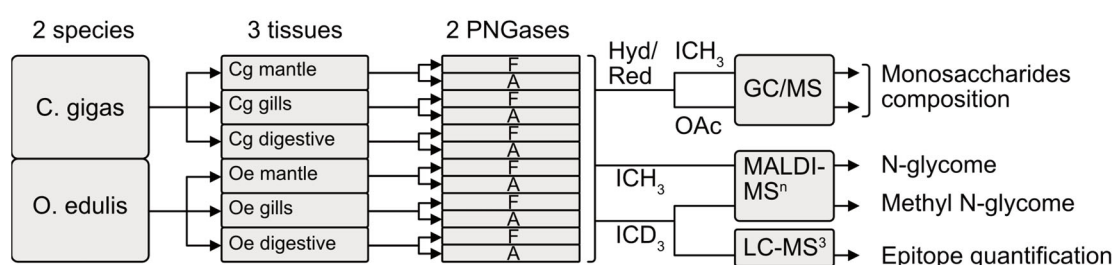 2 species
3 tissues
2 PNGases
C. gigas
O. edulis
Cg mantle
Cg gills
Cg digestive
Oe mantle
Oe gills
Oe digestive
F
A
F
A
F
A
F
A
F
A
F
A
Hyd/
Red
ICH₃
OAc
GC/MS
Monosaccharides
composition
ICH₃
ICD₃
MALDI-
MSⁿ
N-glycome
Methyl N-glycome
LC-MS³
Epitope quantification